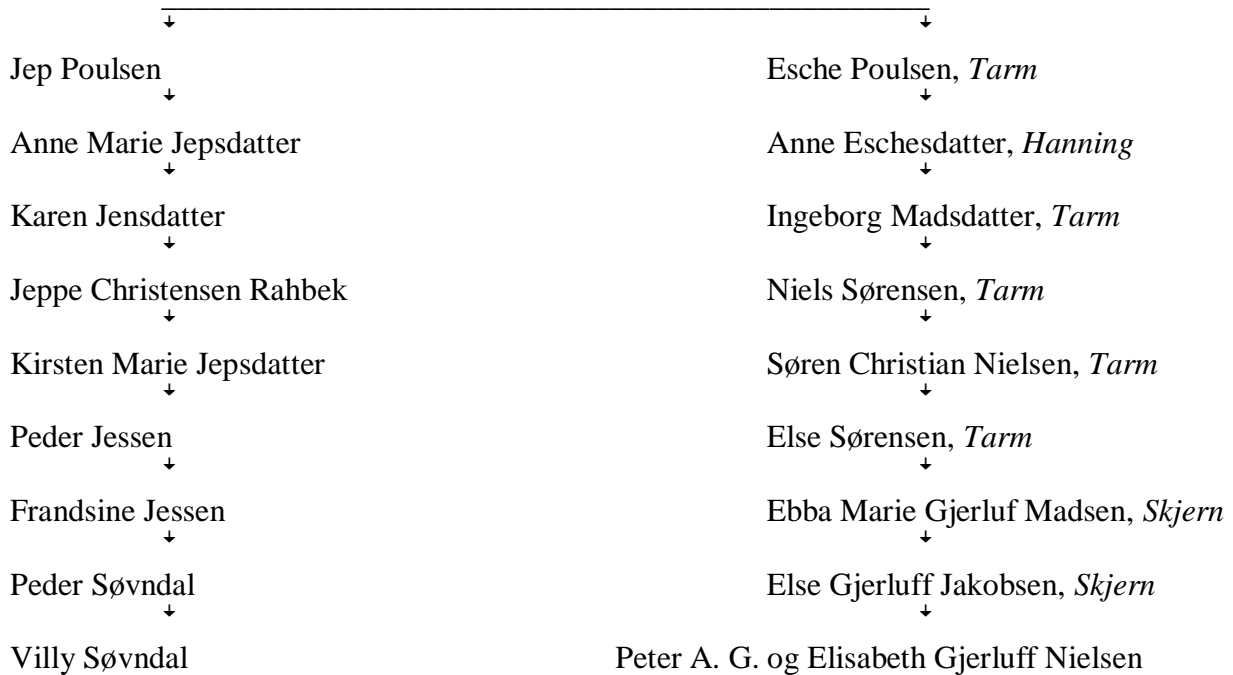 Jep Poulsen Esche Poulsen, Tarm
Anne Marie Jepsdatter Anne Eschesdatter, Hanning
Karen Jensdatter Ingeborg Madsdatter, Tarm
Jeppe Christensen Rahbek Niels Sørensen, Tarm
Kirsten Marie Jepsdatter Søren Christian Nielsen, Tarm
Peder Jessen Else Sørensen, Tarm
Frandsine Jessen Ebba Marie Gjerluf Madsen, Skjern
Peder Søvndal Else Gjerluff Jakobsen, Skjern
Villy Søvndal Peter A. G. og Elisabeth Gjerluff Nielsen